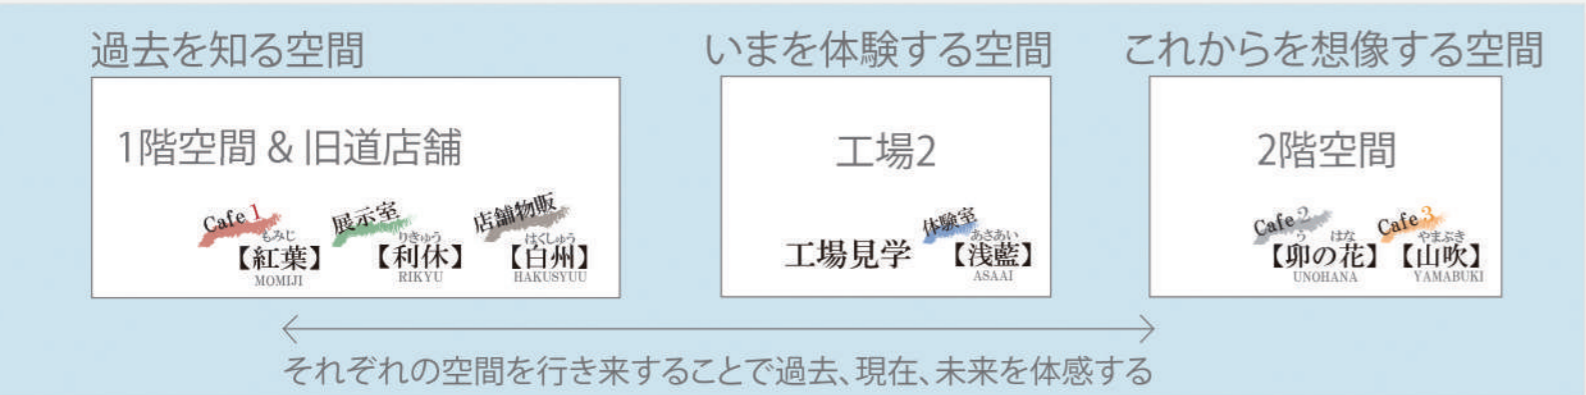 過去を知る空間
1階空間 & 旧道店舗
Cafe 1
もみじ
【紅葉】
MOMIJI
展示室
りきゅう
【利休】
RIKYU
店舗物販
はくしゅう
【白州】
HAKUSYUU
いまを体験する空間
工場2
工場見学
体験室
あさあい
【浅藍】
ASAAI
これからを想像する空間
2階空間
Cafe 2
う はな
【卯の花】
UNOHANA
Cafe 3
やまぶき
【山吹】
YAMABUKI
それぞれの空間を行き来することで過去、現在、未来を体感する